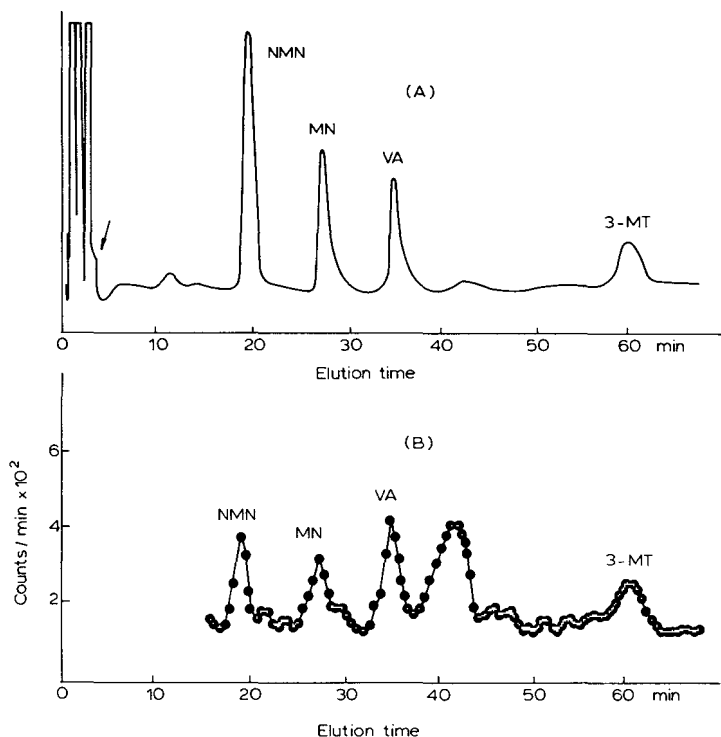 NMN
(A)
MN
VA
3-MT
0 10 20 30 40 50 60 min
Elution time
(B)
6
4
2
Counts / min x 10²
NMN
MN
VA
3-MT
0 10 20 30 40 50 60 min
Elution time